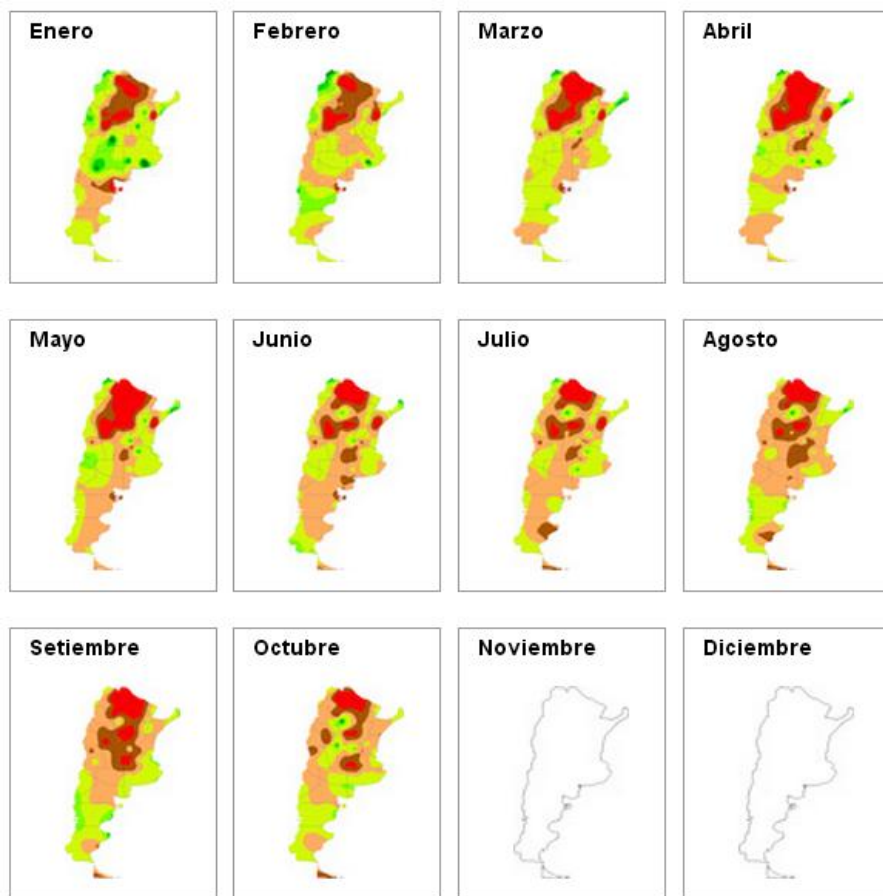 Enero
Febrero
Marzo
Abril
Mayo
Junio
Julio
Agosto
Setiembre
Octubre
Noviembre
Diciembre